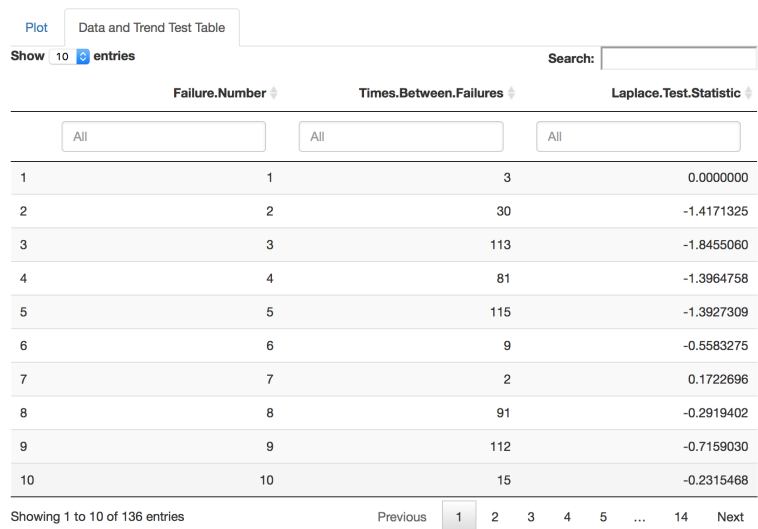 Plot Data and Trend Test Table
Show 10 entries Search:
Failure.Number Times.Between.Failures Laplace.Test.Statistic
All All All
1 1 3 0.0000000
2 2 30 -1.4171325
3 3 113 -1.8455060
4 4 81 -1.3964758
5 5 115 -1.3927309
6 6 9 -0.5583275
7 7 2 0.1722696
8 8 91 -0.2919402
9 9 112 -0.7159030
10 10 15 -0.2315468
Showing 1 to 10 of 136 entries Previous 1 2 3 4 5 ... 14 Next